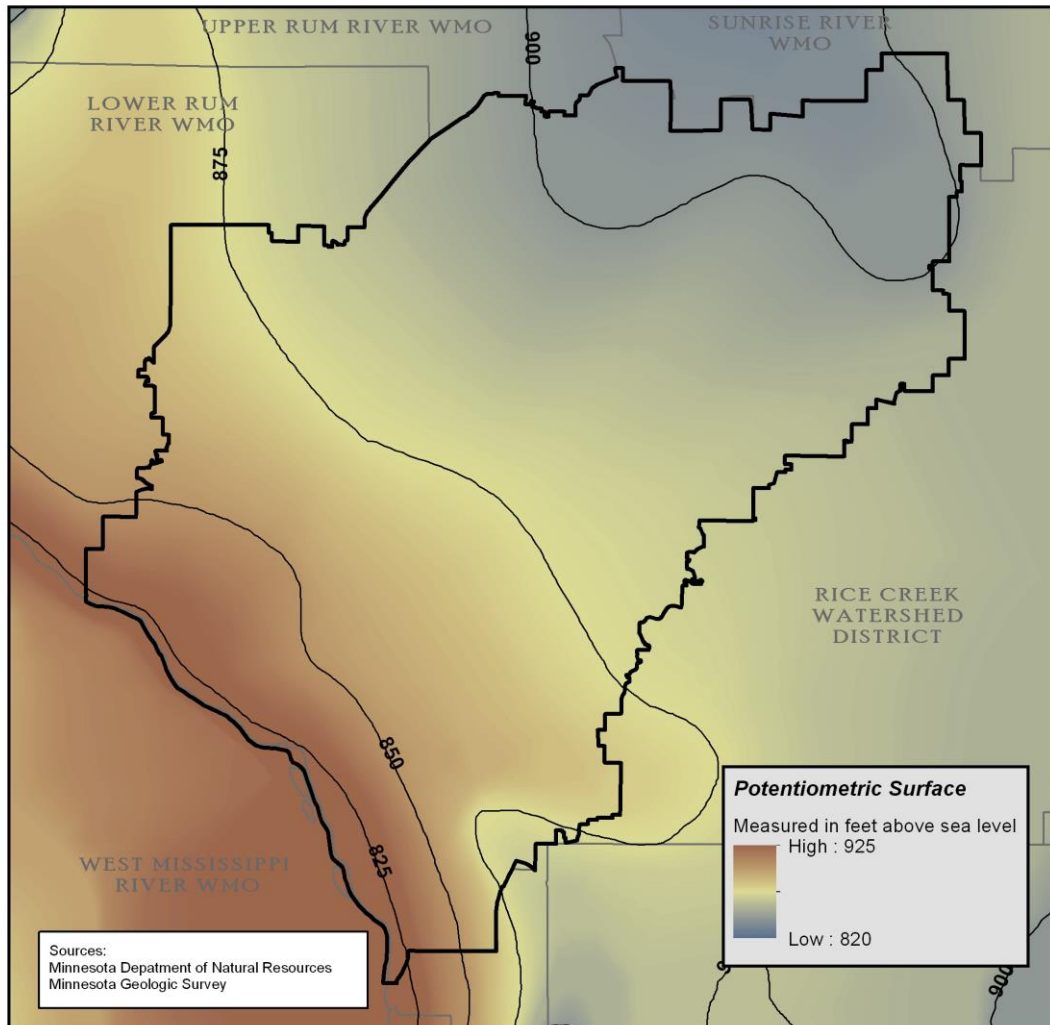 UPPER RUM RIVER WMO
SUNRISE RIVER
WMO
900
LOWER RUM
RIVER WMO
875
RICE CREEK
WATERSHED
DISTRICT
850
825
WEST MISSISSIPPI
RIVER WMO
Potentiometric Surface
Measured in feet above sea level
High : 925
Low : 820
900
Sources:
Minnesota Depatment of Natural Resources
Minnesota Geologic Survey